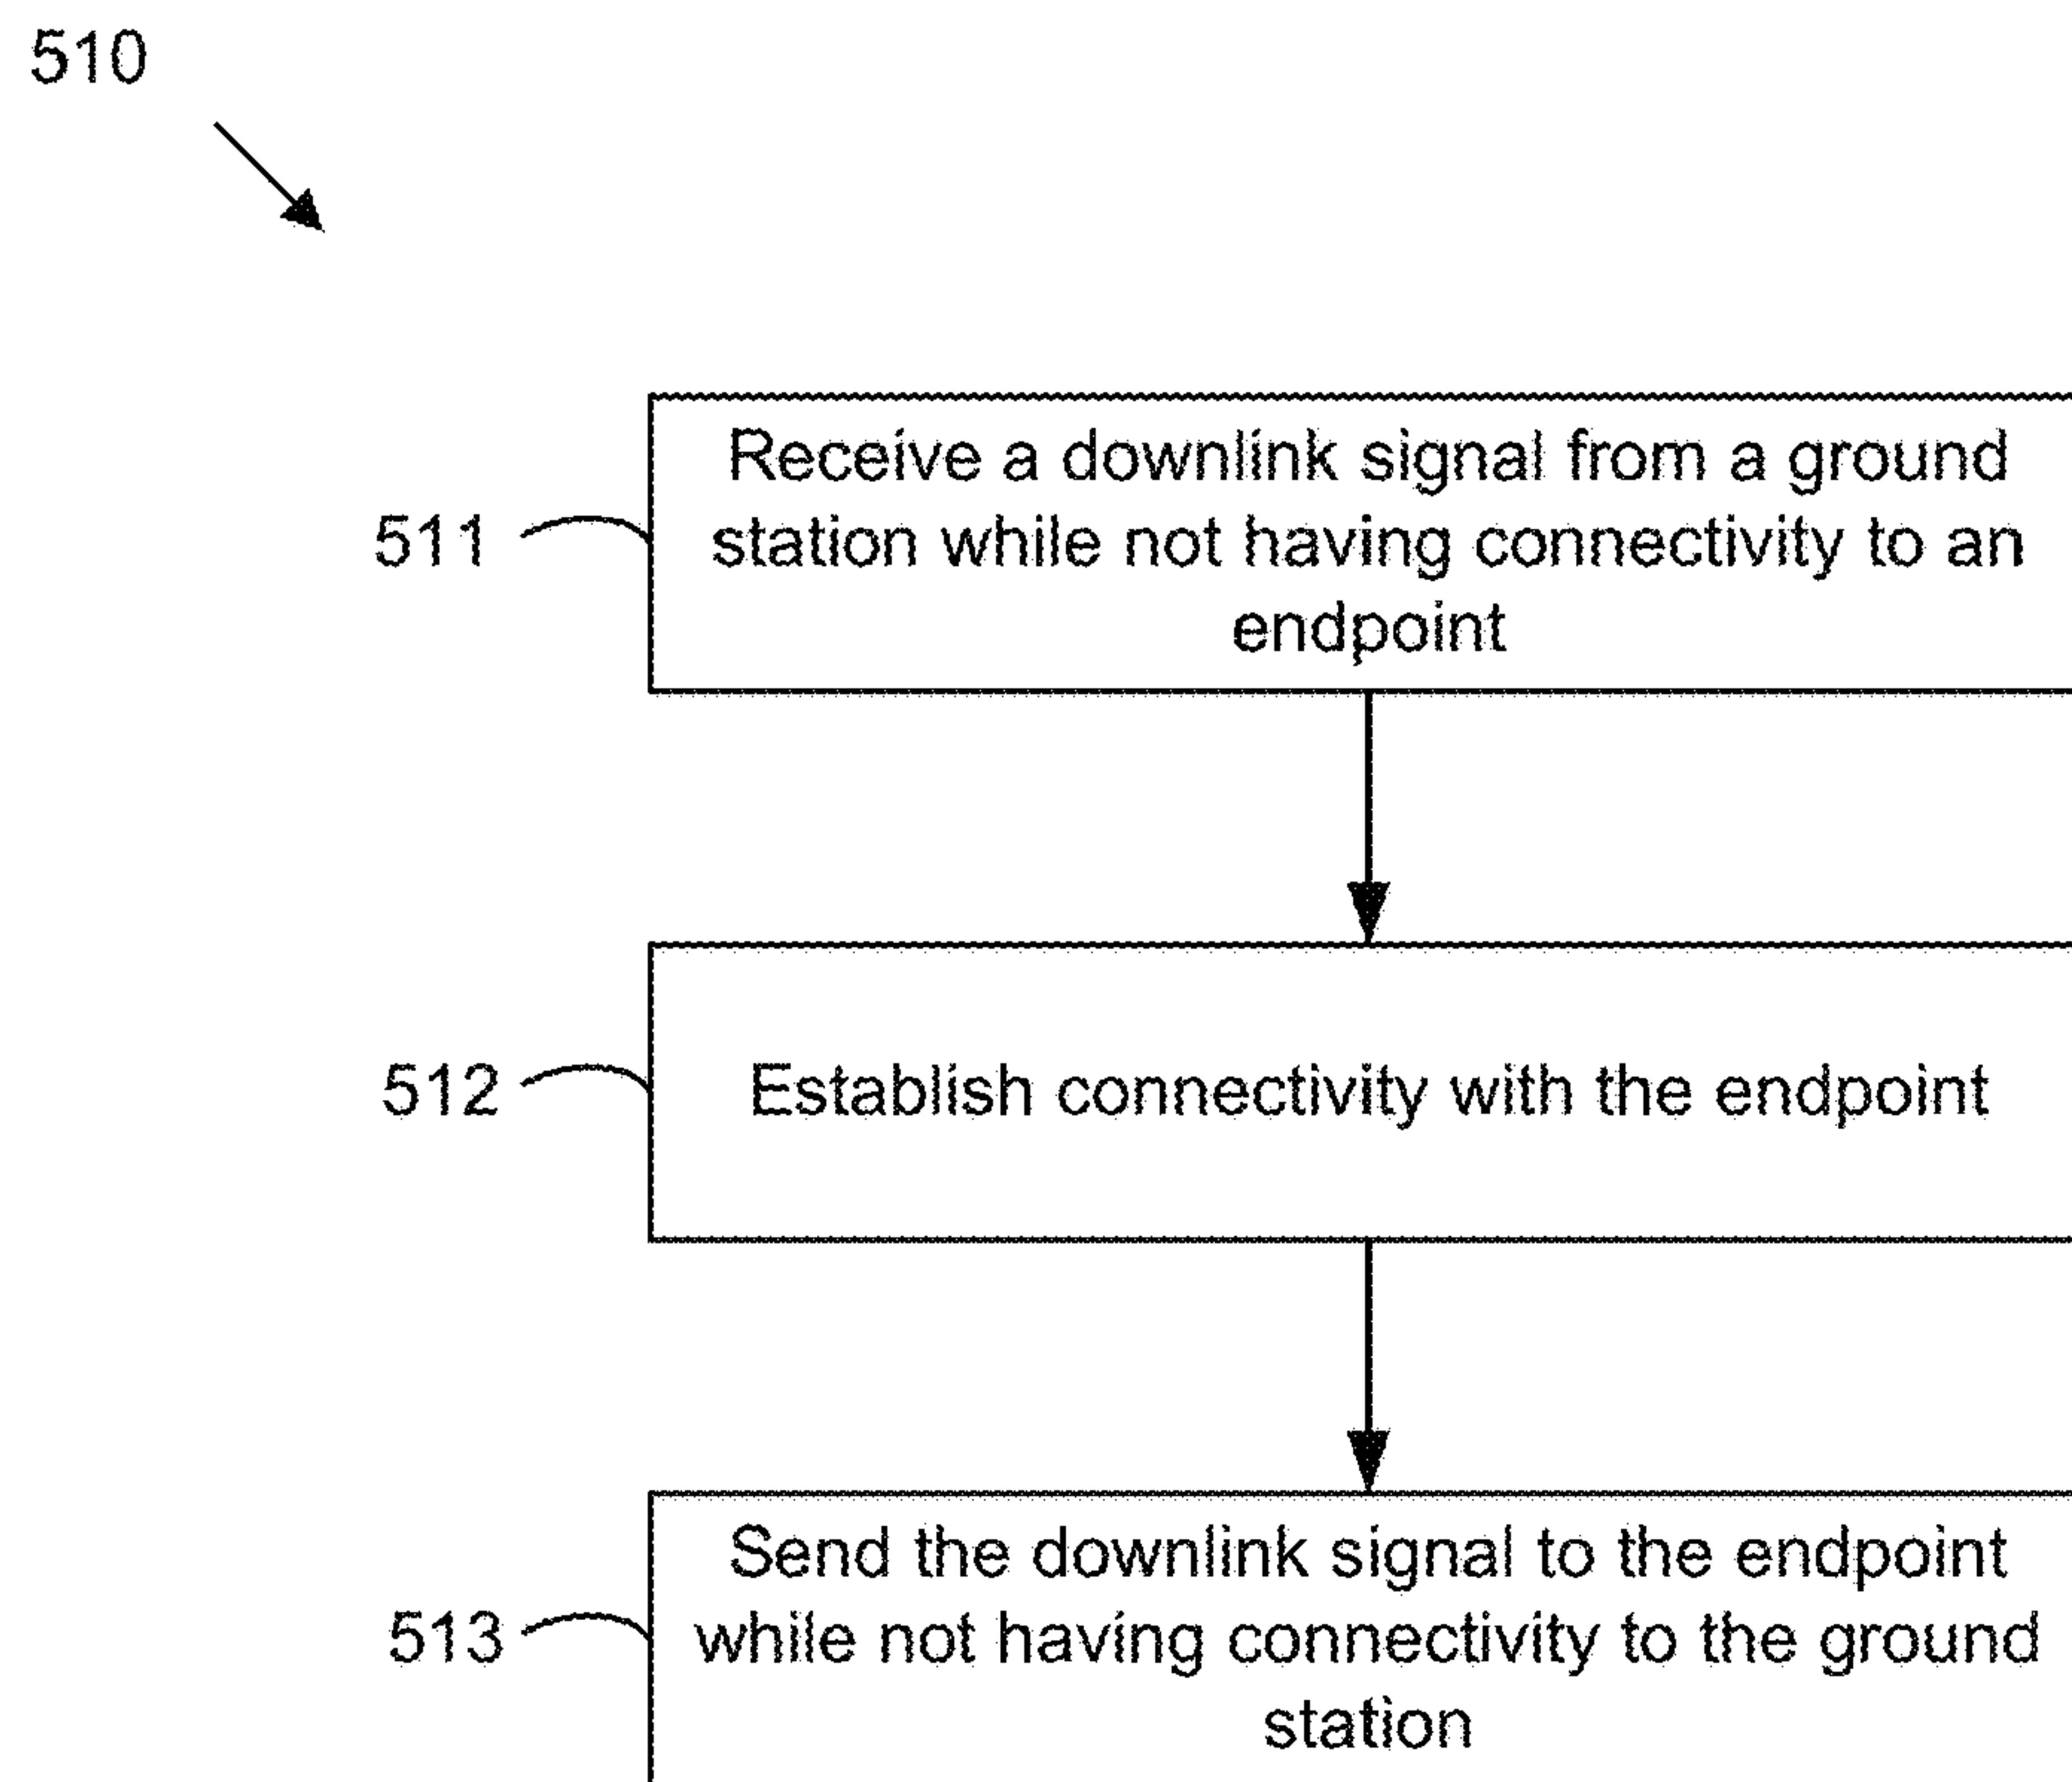 510
Receive a downlink signal from a ground
511
station while not having connectivity to an
endpoint
512
Establish connectivity with the endpoint
Send the downlink signal to the endpoint
513
while not having connectivity to the ground
station